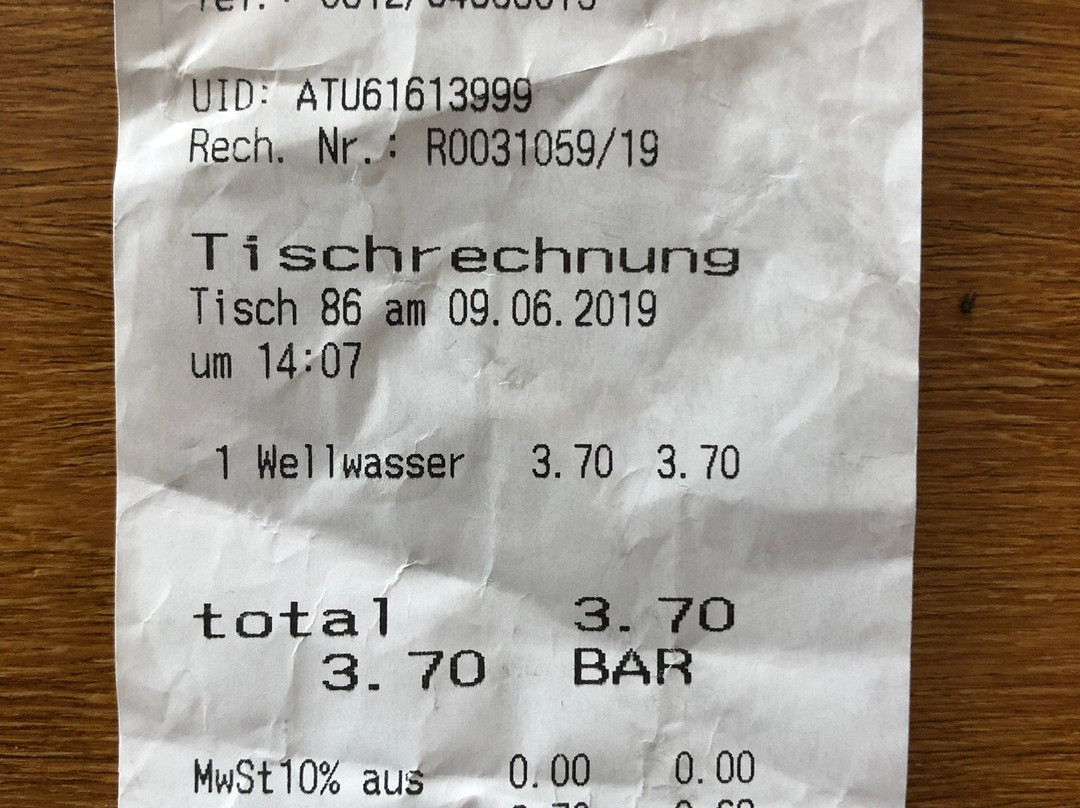 UID: ATU61613999
Rech. Nr.: R0031059/19
Tischrechnung
Tisch 86 am 09.06.2019
um 14:07
1 Wellwasser 3.70 3.70
total 3.70
3.70 BAR
MwSt10% aus 0.00 0.00